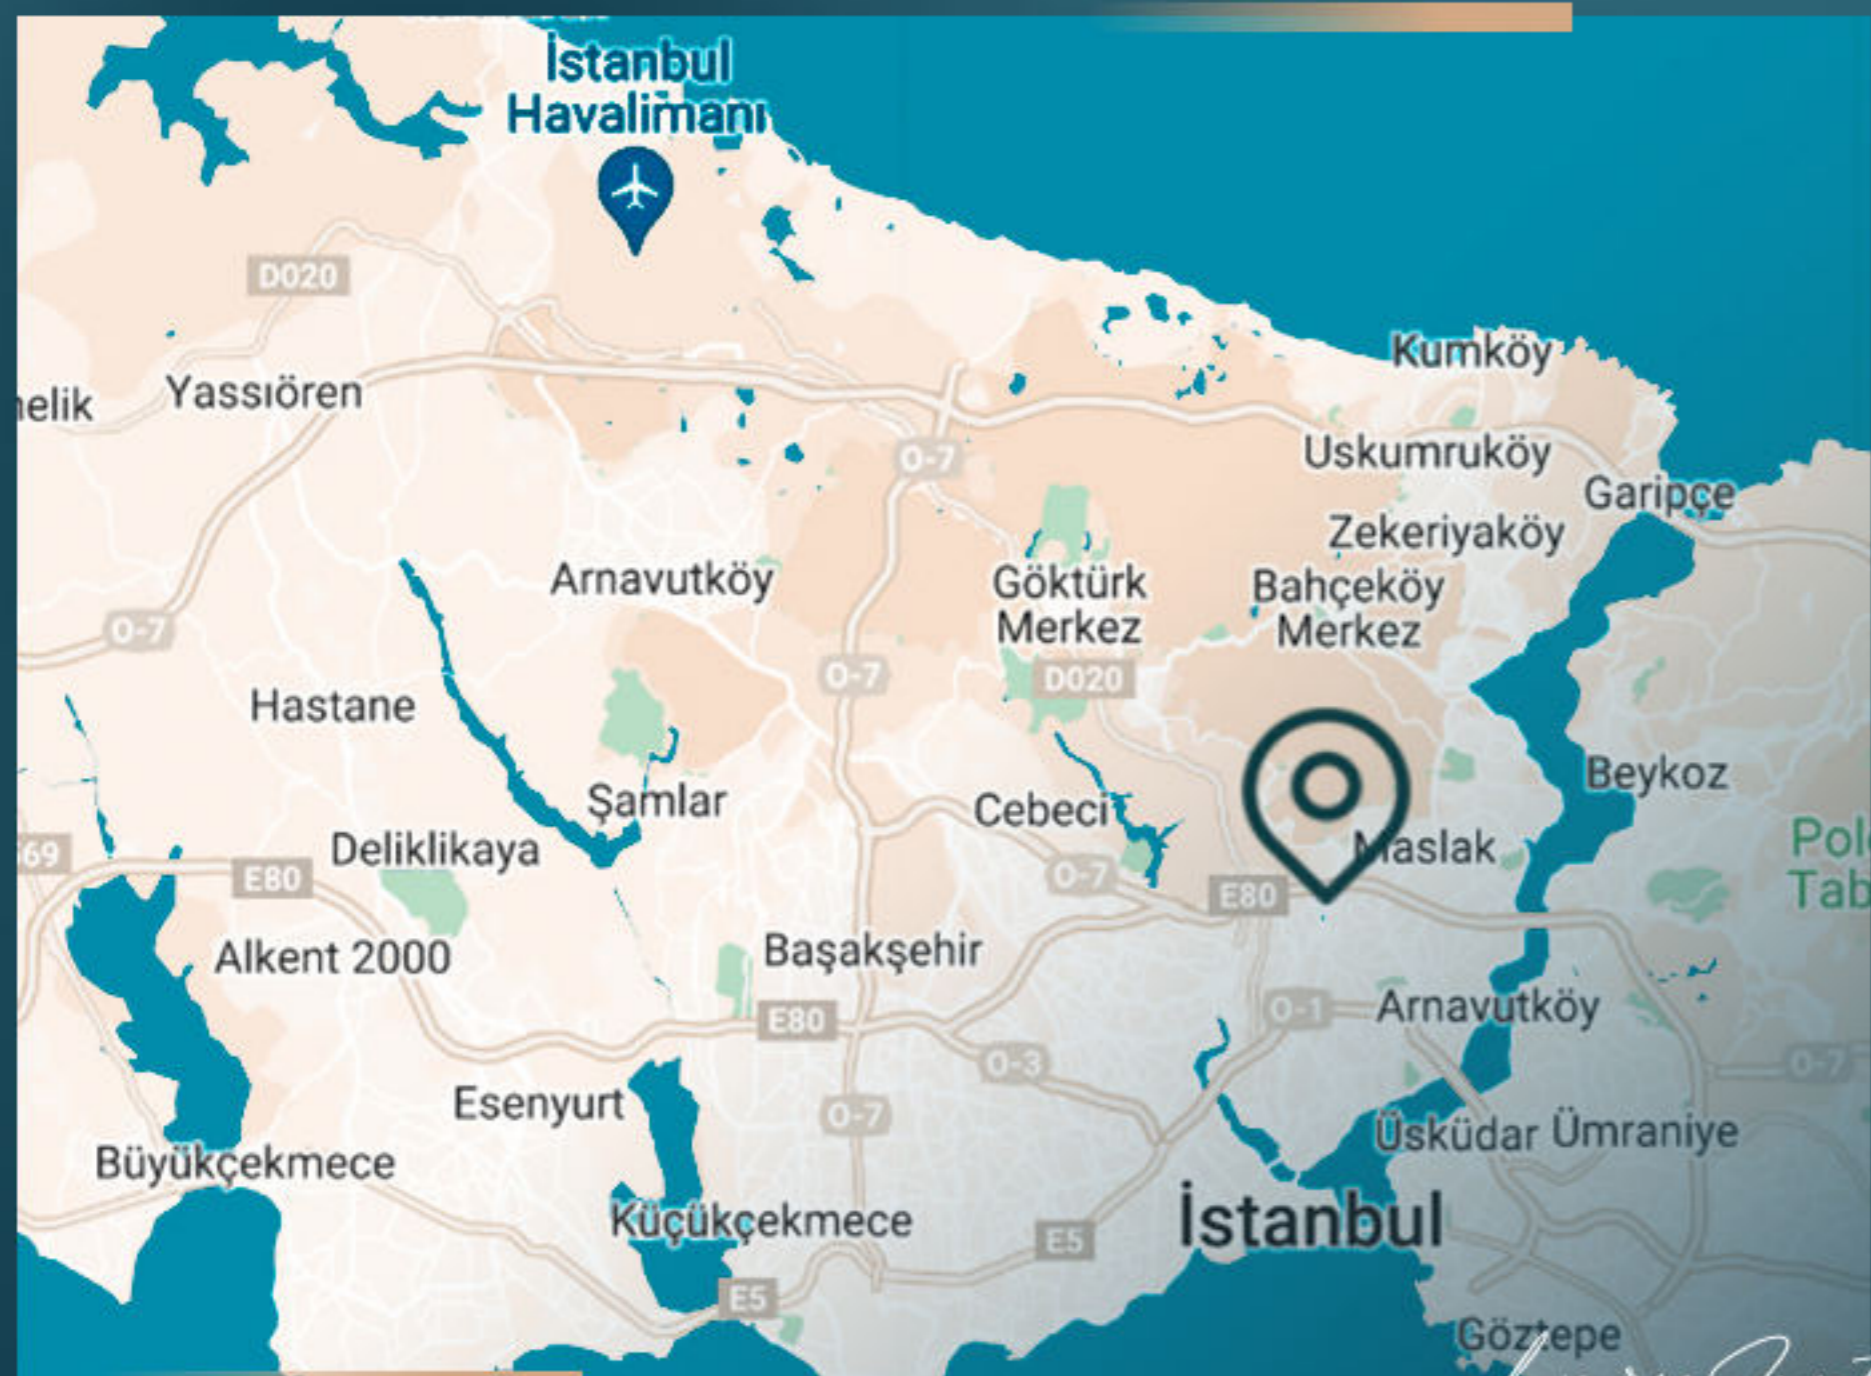 İstanbul
Havalimanı
D020
Kumköy
Yassıören
Uskumruköy
O-7
Garipçe
Zekeriyaköy
Arnavutköy
Göktürk
Merkez
Bahçeköy
Merkez
O-7
O-7
D020
Hastane
Beykoz
Şamlar
Cebeci
Maslak
Deliklikaya
E80
O-7
E80
Alkent 2000
Başakşehir
E80
O-1
Arnavutköy
O-3
O-7
Esenyurt
O-7
Üsküdar
Ümraniye
Büyükçekmece
Küçükçekmece
İstanbul
E5
E5
Göztepe